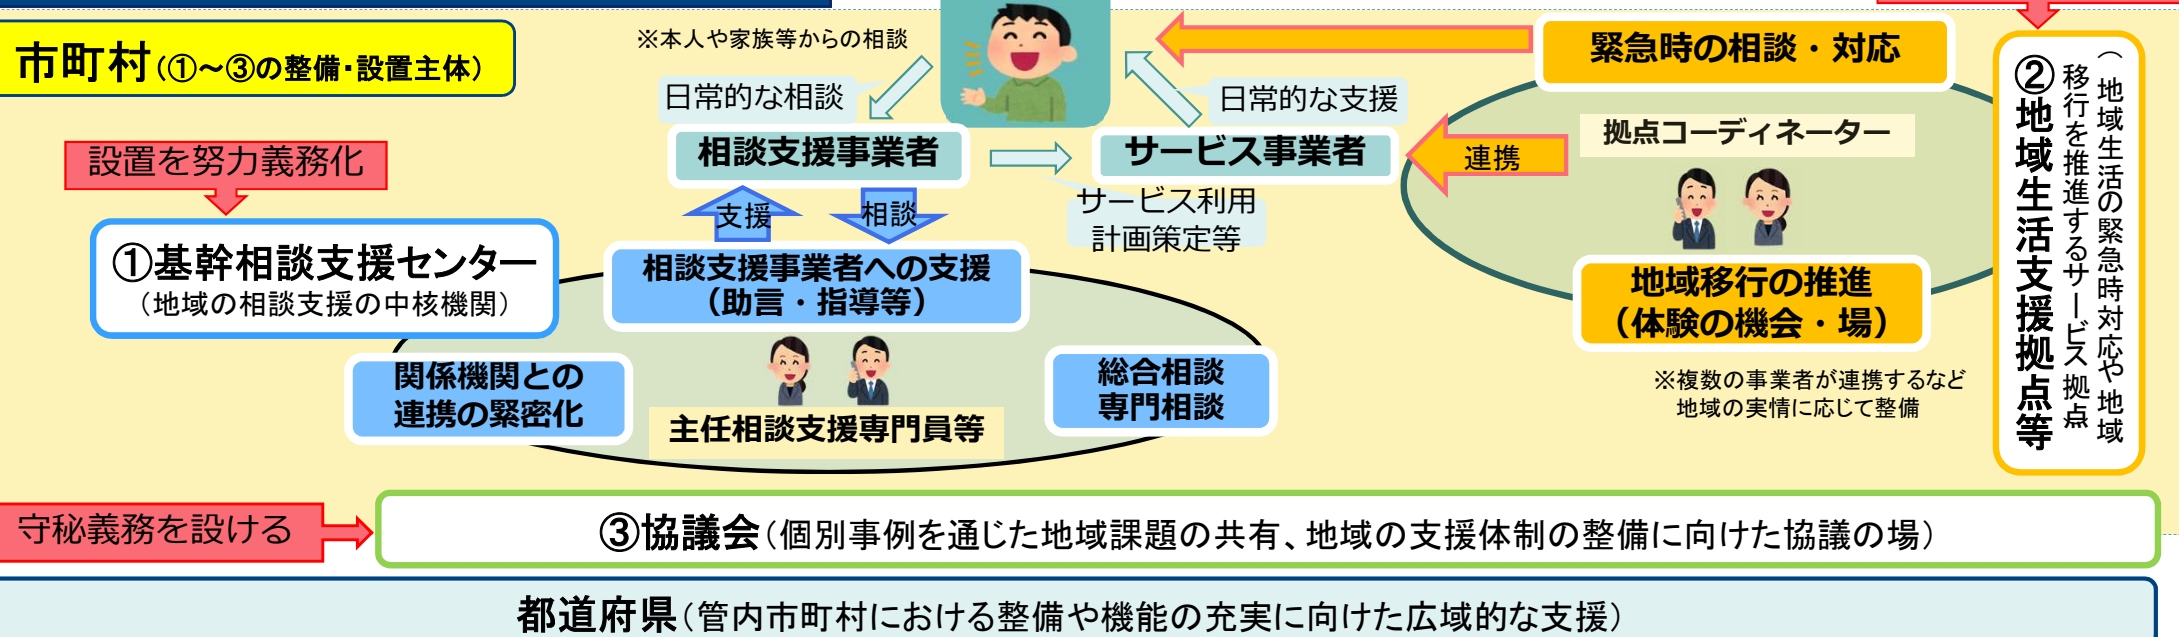 市町村(①～③の整備・設置主体)
※本人や家族等からの相談
日常的な相談
日常的な支援
緊急時の相談・対応
相談支援事業者
サービス事業者
連携
拠点コーディネーター
サービス利用
計画策定等
設置を努力義務化
支援
相談
①基幹相談支援センター
（地域の相談支援の中核機関）
相談支援事業者への支援
（助言・指導等）
地域移行の推進
（体験の機会・場）
関係機関との
連携の緊密化
主任相談支援専門員等
総合相談
専門相談
※複数の事業者が連携するなど
地域の実情に応じて整備
②地域生活支援拠点等
（地域生活の緊急時対応や地域
移行を推進するサービス拠点
守秘義務を設ける
③協議会（個別事例を通じた地域課題の共有、地域の支援体制の整備に向けた協議の場）
都道府県（管内市町村における整備や機能の充実に向けた広域的な支援）